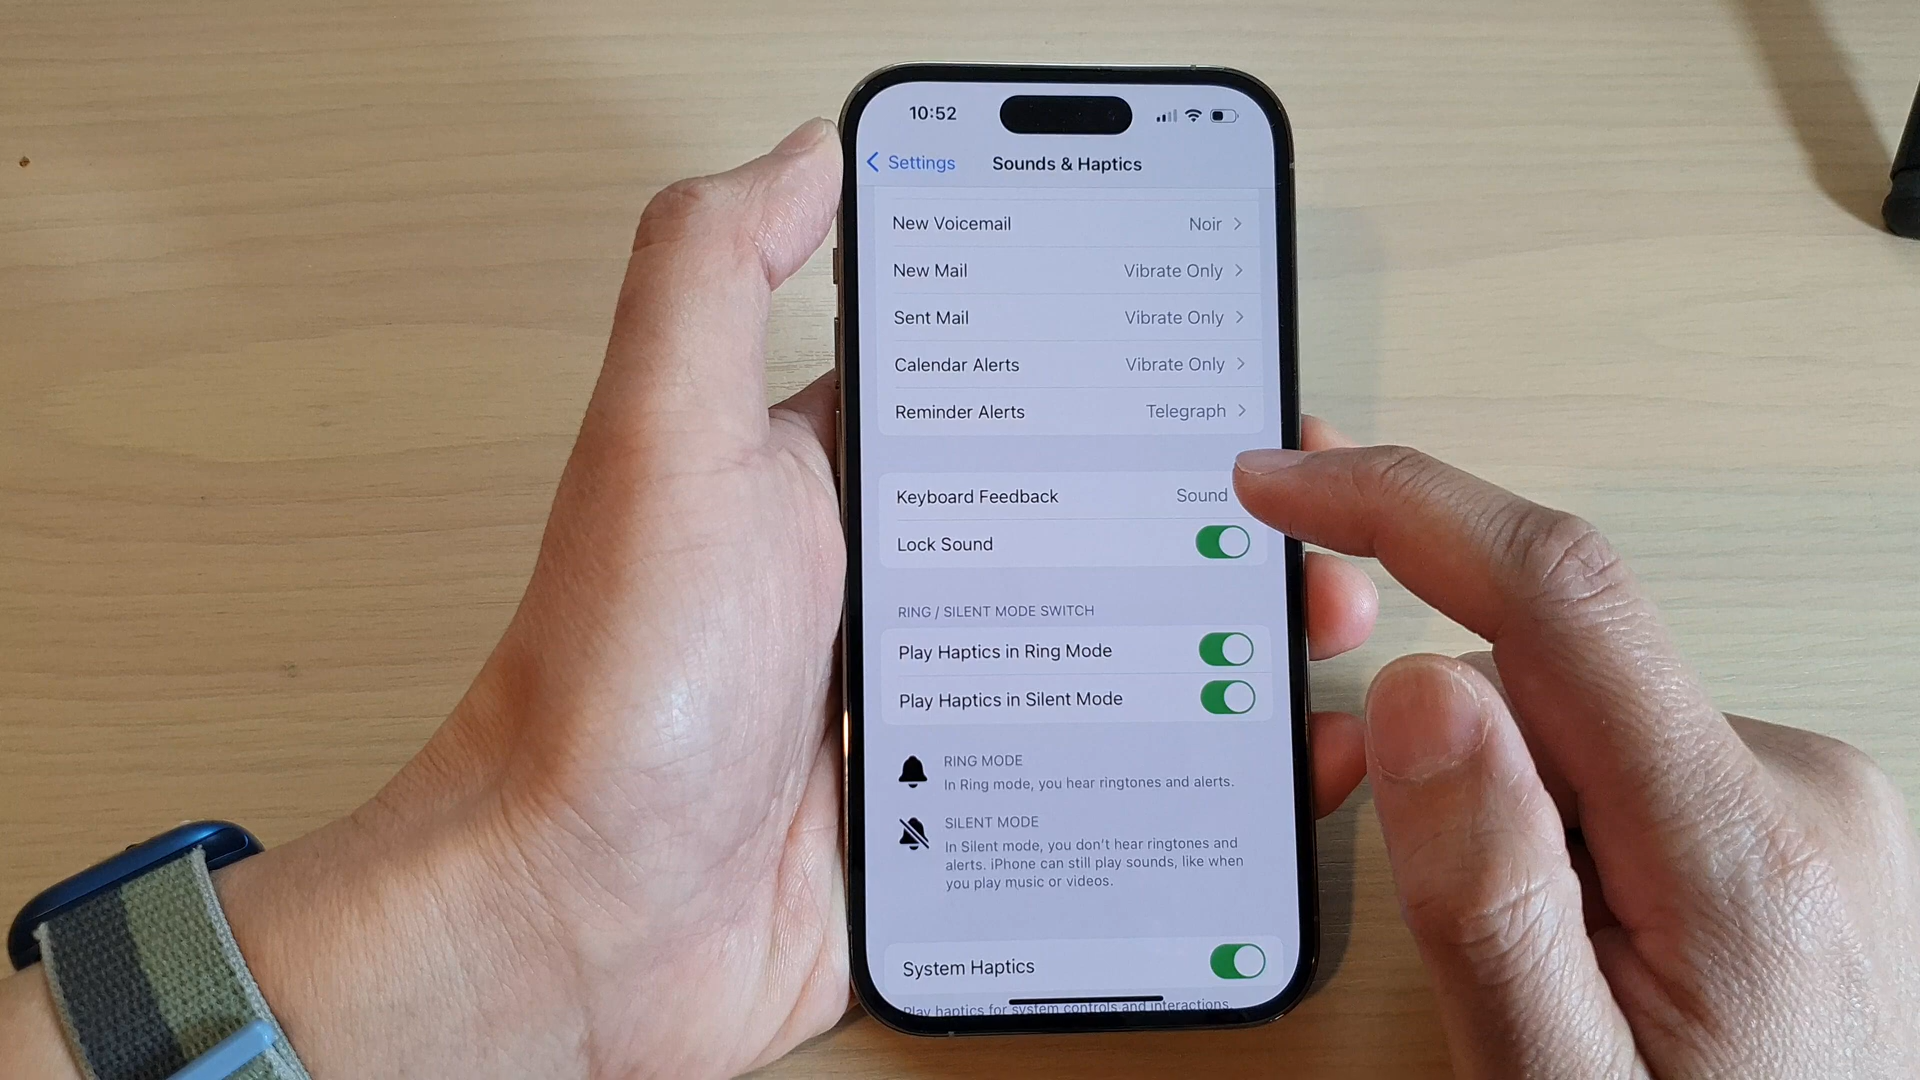 10:52
Settings Sounds & Haptics
New Voicemail Noir
New Mail Vibrate Only
Sent Mail Vibrate Only
Calendar Alerts Vibrate Only
Reminder Alerts Telegraph
Keyboard Feedback Sound
Lock Sound
RING / SILENT MODE SWITCH
Play Haptics in Ring Mode
Play Haptics in Silent Mode
RING MODE
In Ring mode, you hear ringtones and alerts.
SILENT MODE
In Silent mode, you don't hear ringtones and
alerts. iPhone can still play sounds, like when
you play music or videos.
System Haptics
Play haptics for system controls and interactions.